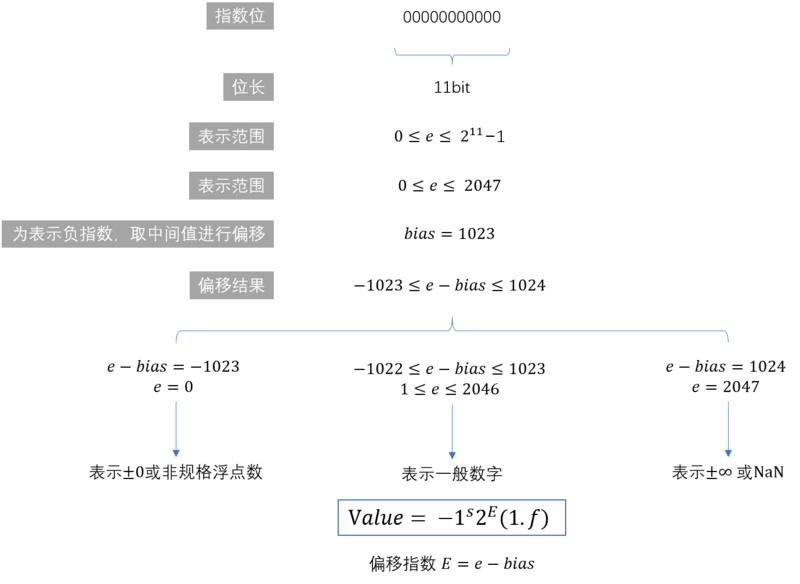 指数位 00000000000
位长 11bit
表示范围 0 ≤ e ≤ 2¹¹−1
表示范围 0 ≤ e ≤ 2047
为表示负指数，取中间值进行偏移 bias = 1023
偏移结果 −1023 ≤ e − bias ≤ 1024
e − bias = −1023 −1022 ≤ e − bias ≤ 1023 e − bias = 1024
e = 0 1 ≤ e ≤ 2046 e = 2047
表示±0或非规格浮点数 表示一般数字 表示±∞ 或NaN
Value = −1ˢ2ᴱ(1.f)
偏移指数 E = e − bias